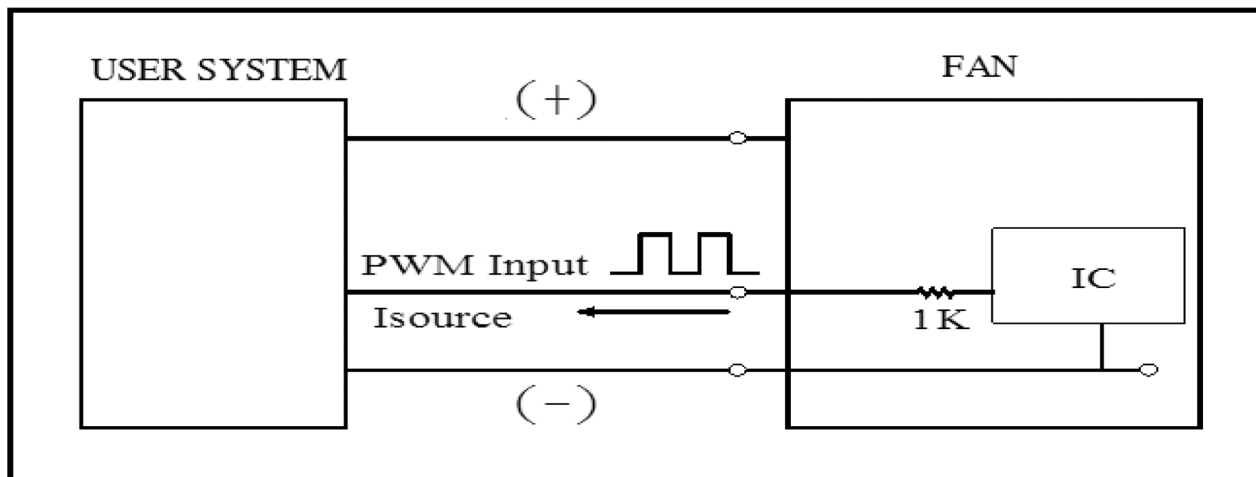 USER SYSTEM
FAN
(+)
PWM Input
IC
Isource
1K
(-)